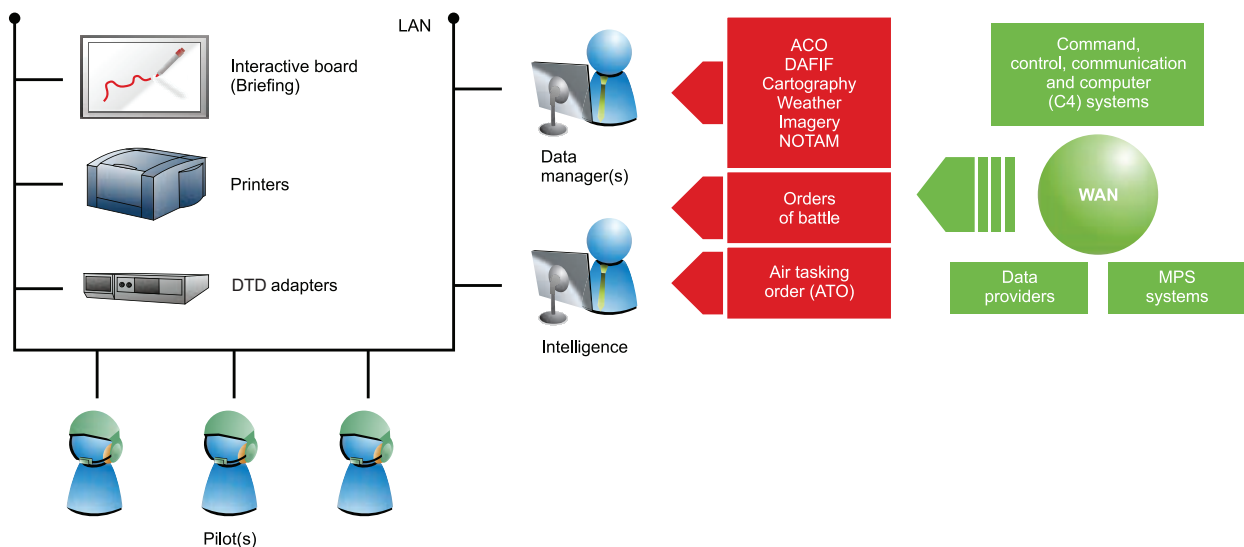 LAN
Interactive board
(Briefing)
Printers
DTD adapters
Pilot(s)
Data
manager(s)
Intelligence
ACO
DAFIF
Cartography
Weather
Imagery
NOTAM
Orders
of battle
Air tasking
order (ATO)
Command,
control, communication
and computer
(C4) systems
WAN
Data
providers
MPS
systems